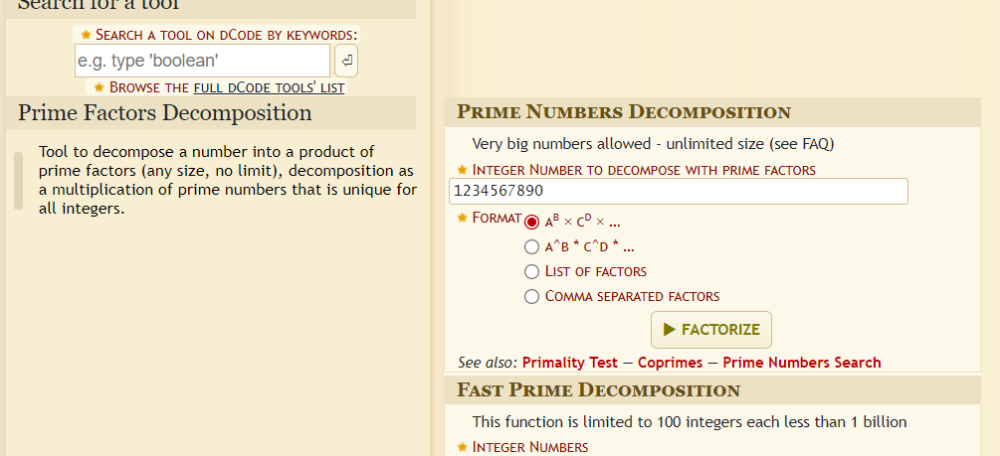 Search for a tool
★ SEARCH A TOOL ON DCODE BY KEYWORDS:
e.g. type 'boolean'
⏎
★ BROWSE THE FULL DCODE TOOLS' LIST
Prime Factors Decomposition
Tool to decompose a number into a product of
prime factors (any size, no limit), decomposition as
a multiplication of prime numbers that is unique for
all integers.
PRIME NUMBERS DECOMPOSITION
Very big numbers allowed - unlimited size (see FAQ)
★ INTEGER NUMBER TO DECOMPOSE WITH PRIME FACTORS
1234567890
★ FORMAT A^B × C^D × ...
A^B * C^D * ...
LIST OF FACTORS
COMMA SEPARATED FACTORS
▶ FACTORIZE
See also: Primality Test – Coprimes – Prime Numbers Search
FAST PRIME DECOMPOSITION
This function is limited to 100 integers each less than 1 billion
★ INTEGER NUMBERS